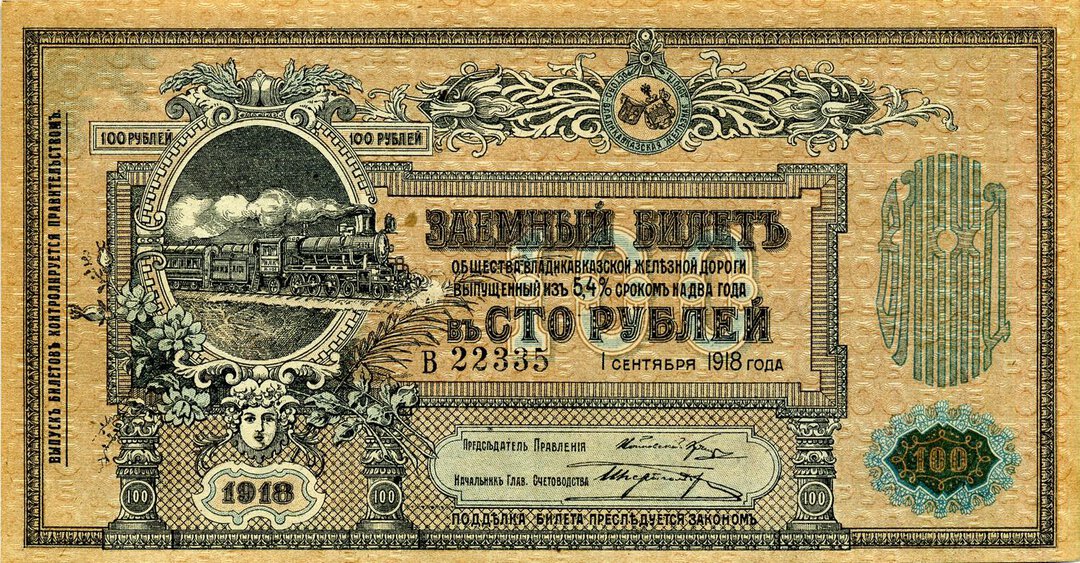 ВЫПУСКЪ БИЛЕТОВЪ КОНТРОЛИРУЕТСЯ ПРАВИТЕЛЬСТВОМЪ.
100 РУБЛЕЙ
100 РУБЛЕЙ
ЗАЕМНЫЙ БИЛЕТЪ
ОБЩЕСТВА ВЛАДИКАВКАЗСКОЙ ЖЕЛѢЗНОЙ ДОРОГИ
ВЫПУЩЕННЫЙ ИЗЪ 5,4% СРОКОМЪ НА ДВА ГОДА
ВЪ СТО РУБЛЕЙ
100
В 22335
1 СЕНТЯБРЯ 1918 ГОДА
ПРЕДСѢДАТЕЛЬ ПРАВЛЕНІЯ
НАЧАЛЬНИКЪ ГЛАВ. СЧЕТОВОДСТВА
ПОДДѢЛКА БИЛЕТА ПРЕСЛѢДУЕТСЯ ЗАКОНОМЪ
1918
100
100
100
100